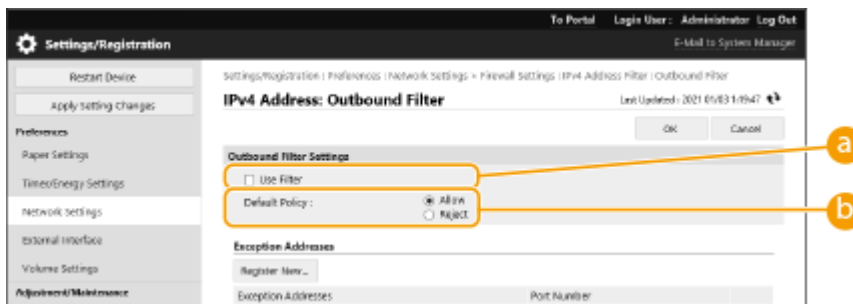 To Portal Login User: Administrator Log Out
Settings/Registration
E-Mail to System Manager
Restart Device
Settings/Registration : Preferences : Network Settings > Firewall Settings : IPv4 Address Filter : Outbound Filter
Apply Setting Changes
IPv4 Address: Outbound Filter
Last Updated : 2021 01/03 1:19:47
Preferences
OK
Cancel
Paper Settings
Outbound Filter Settings
a
Use Filter
Timer/Energy Settings
Default Policy :
Allow
b
Network Settings
Reject
External Interface
Exception Addresses
Volume Settings
Register New...
Adjustment/Maintenance
Exception Addresses
Port Number